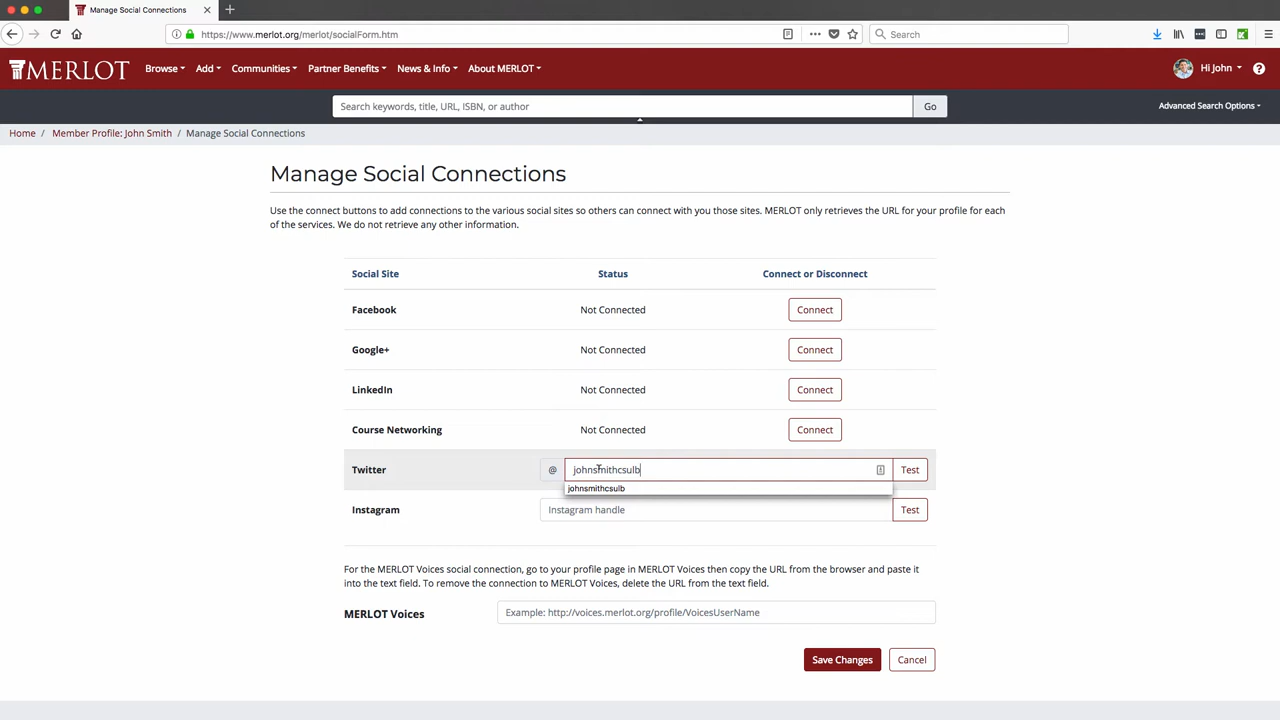 Manage Social Connections
https://www.merlot.org/merlot/socialForm.htm
Search
MERLOT
Browse
Add
Communities
Partner Benefits
News & Info
About MERLOT
Hi John
Search keywords, title, URL, ISBN, or author
Go
Advanced Search Options
Home / Member Profile: John Smith / Manage Social Connections
Manage Social Connections
Use the connect buttons to add connections to the various social sites so others can connect with you those sites. MERLOT only retrieves the URL for your profile for each
of the services. We do not retrieve any other information.
Social Site Status Connect or Disconnect
Facebook Not Connected Connect
Google+ Not Connected Connect
LinkedIn Not Connected Connect
Course Networking Not Connected Connect
Twitter @ johnsmithcsulb Test
johnsmithcsulb
Instagram Instagram handle Test
For the MERLOT Voices social connection, go to your profile page in MERLOT Voices then copy the URL from the browser and paste it
into the text field. To remove the connection to MERLOT Voices, delete the URL from the text field.
MERLOT Voices Example: http://voices.merlot.org/profile/VoicesUserName
Save Changes Cancel